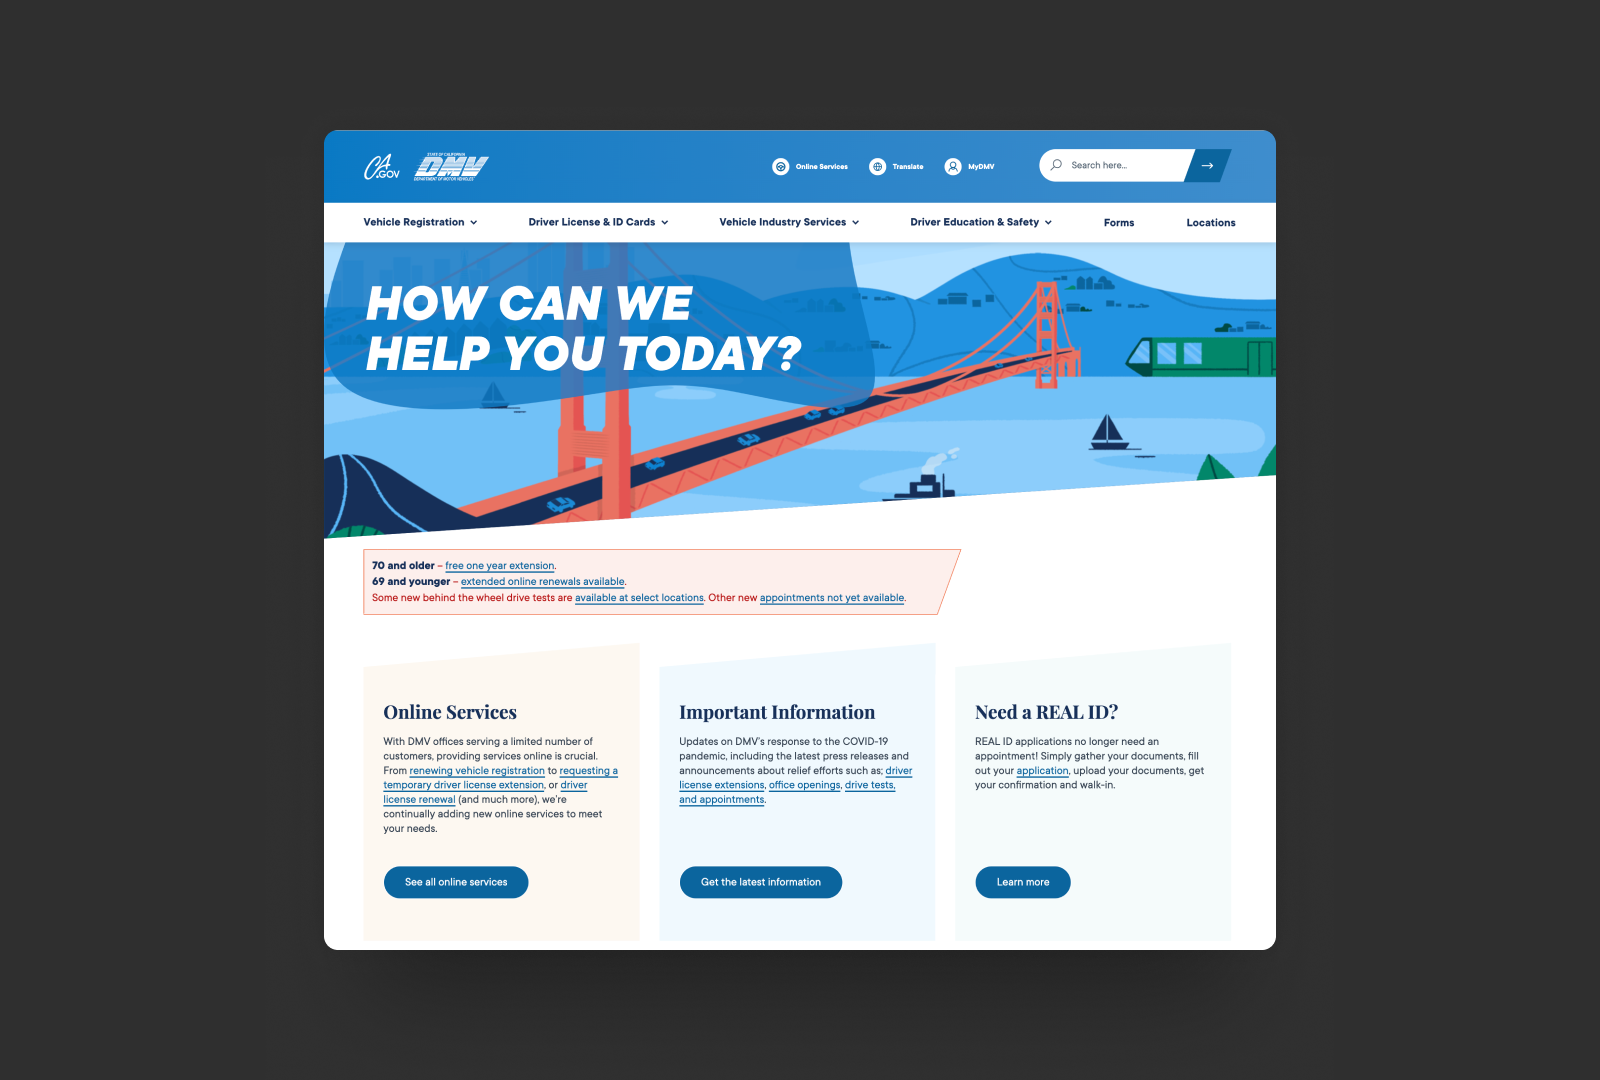 CA
.GOV
STATE OF CALIFORNIA
DMV
DEPARTMENT OF MOTOR VEHICLES
Online Services
Translate
MyDMV
Search here...
Vehicle Registration
Driver License & ID Cards
Vehicle Industry Services
Driver Education & Safety
Forms
Locations
HOW CAN WE
HELP YOU TODAY?
70 and older – free one year extension.
69 and younger – extended online renewals available.
Some new behind the wheel drive tests are available at select locations. Other new appointments not yet available.
Online Services
With DMV offices serving a limited number of
customers, providing services online is crucial.
From renewing vehicle registration to requesting a
temporary driver license extension, or driver
license renewal (and much more), we're
continually adding new online services to meet
your needs.
See all online services
Important Information
Updates on DMV's response to the COVID-19
pandemic, including the latest press releases and
announcements about relief efforts such as; driver
license extensions, office openings, drive tests,
and appointments.
Get the latest information
Need a REAL ID?
REAL ID applications no longer need an
appointment! Simply gather your documents, fill
out your application, upload your documents, get
your confirmation and walk-in.
Learn more